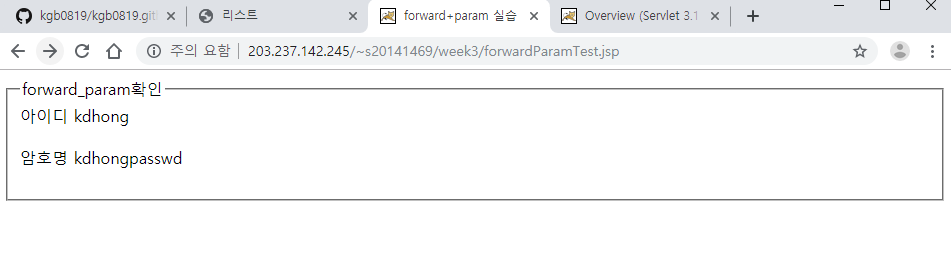 kgb0819/kgb0819.gith
리스트
forward+param 실습
Overview (Servlet 3.1
주의 요함
203.237.142.245/~s20141469/week3/forwardParamTest.jsp
forward_param확인
아이디 kdhong
암호명 kdhongpasswd